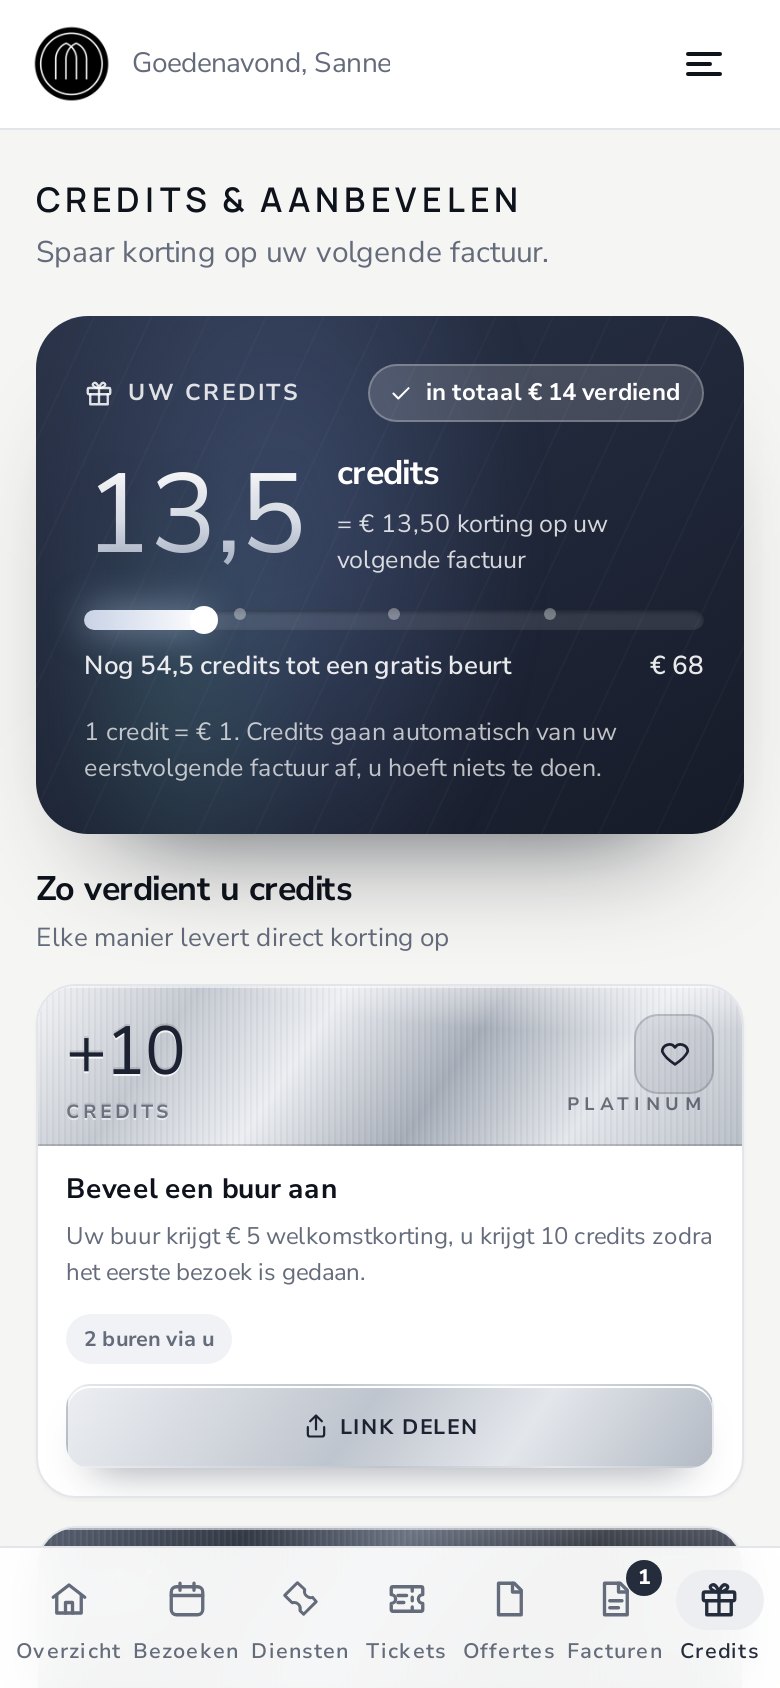 Goedenavond, Sanne
CREDITS & AANBEVELEN
Spaar korting op uw volgende factuur.
UW CREDITS
in totaal € 14 verdiend
13,5
credits
= € 13,50 korting op uw
volgende factuur
Nog 54,5 credits tot een gratis beurt
€ 68
1 credit = € 1. Credits gaan automatisch van uw
eerstvolgende factuur af, u hoeft niets te doen.
Zo verdient u credits
Elke manier levert direct korting op
+10
CREDITS
PLATINUM
Beveel een buur aan
Uw buur krijgt € 5 welkomstkorting, u krijgt 10 credits zodra
het eerste bezoek is gedaan.
2 buren via u
LINK DELEN
1
Overzicht Bezoeken Diensten Tickets Offertes Facturen Credits